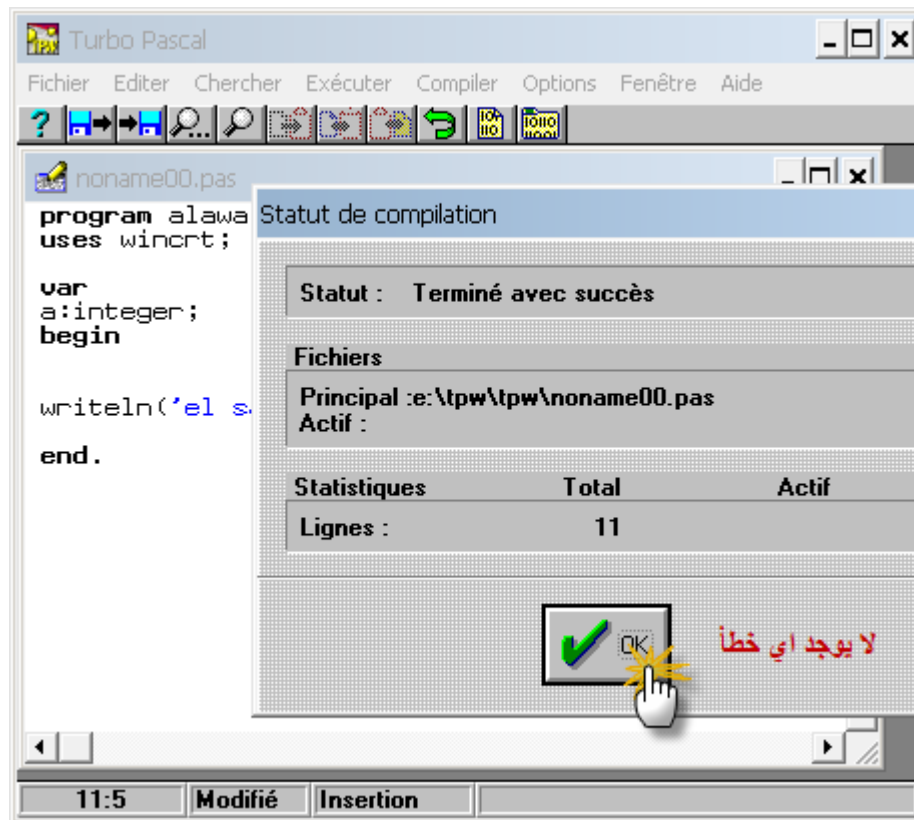 Turbo Pascal
Fichier Editer Chercher Exécuter Compiler Options Fenêtre Aide
noname00.pas
program alawa
uses wincrt;
var
a:integer;
begin
writeln('el s
end.
Statut de compilation
Statut : Terminé avec succès
Fichiers
Principal :e:\tpw\tpw\noname00.pas
Actif :
Statistiques Total Actif
Lignes : 11
OK
لا يوجد اي خطأ
11:5 Modifié Insertion